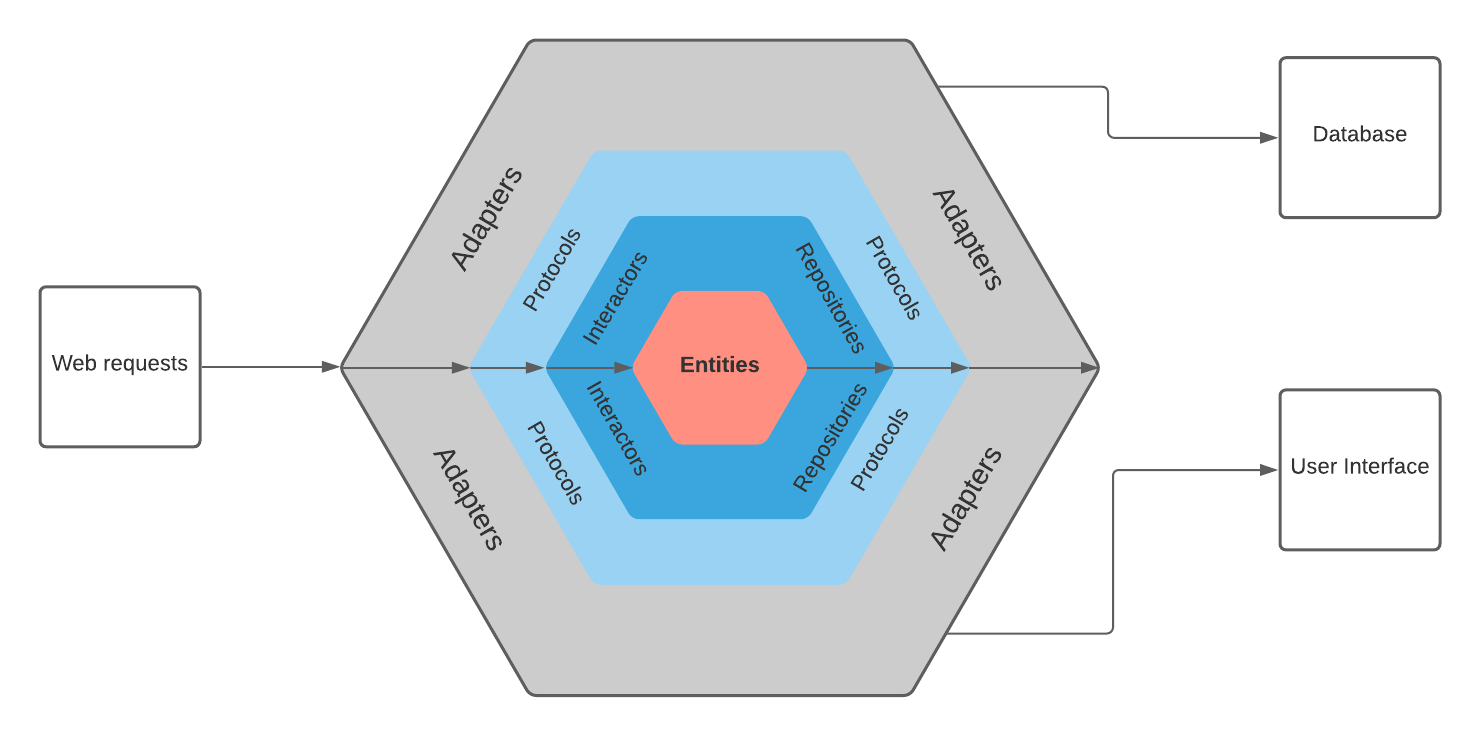 Web requests
Adapters
Adapters
Protocols
Protocols
Interactors
Interactors
Entities
Repositories
Repositories
Protocols
Protocols
Adapters
Adapters
Database
User Interface